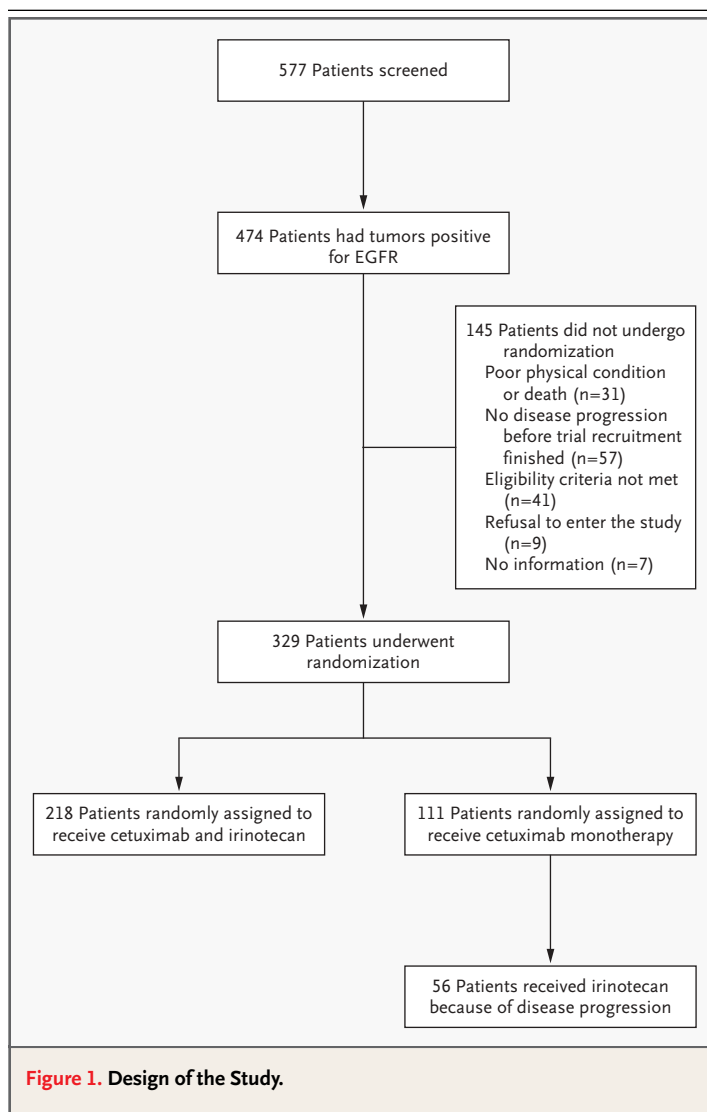 577 Patients screened
474 Patients had tumors positive
for EGFR
145 Patients did not undergo
randomization
Poor physical condition
or death (n=31)
No disease progression
before trial recruitment
finished (n=57)
Eligibility criteria not met
(n=41)
Refusal to enter the study
(n=9)
No information (n=7)
329 Patients underwent
randomization
218 Patients randomly assigned to
receive cetuximab and irinotecan
111 Patients randomly assigned to
receive cetuximab monotherapy
56 Patients received irinotecan
because of disease progression
Figure 1. Design of the Study.